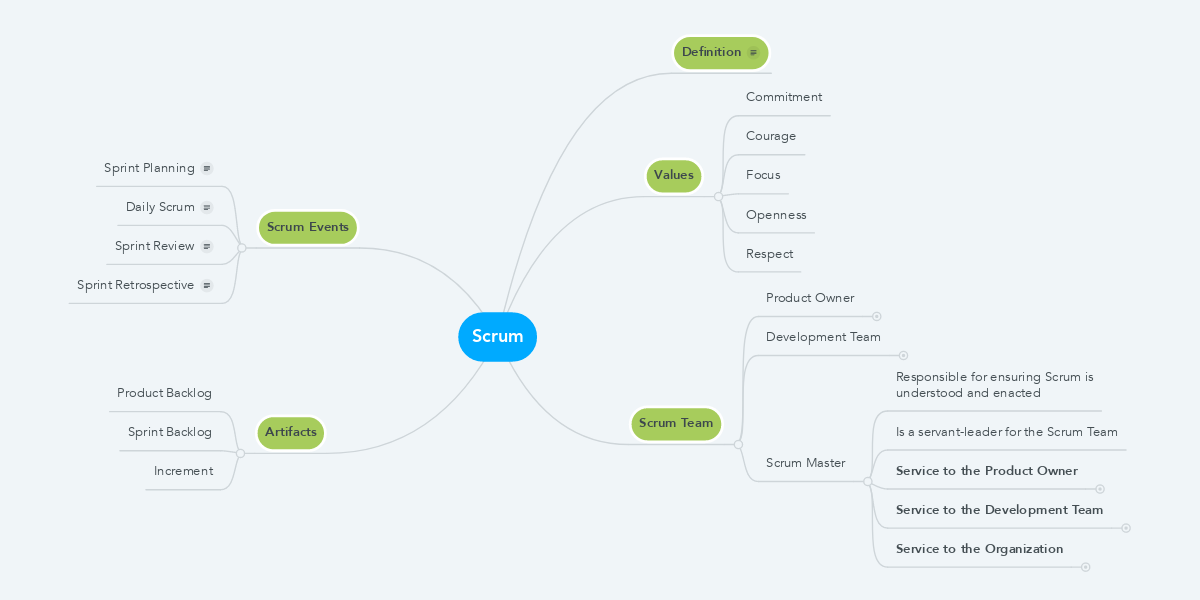 Scrum
Definition
Values
Commitment
Courage
Focus
Openness
Respect
Scrum Team
Product Owner
Development Team
Scrum Master
Responsible for ensuring Scrum is
understood and enacted
Is a servant-leader for the Scrum Team
Service to the Product Owner
Service to the Development Team
Service to the Organization
Scrum Events
Sprint Planning
Daily Scrum
Sprint Review
Sprint Retrospective
Artifacts
Product Backlog
Sprint Backlog
Increment